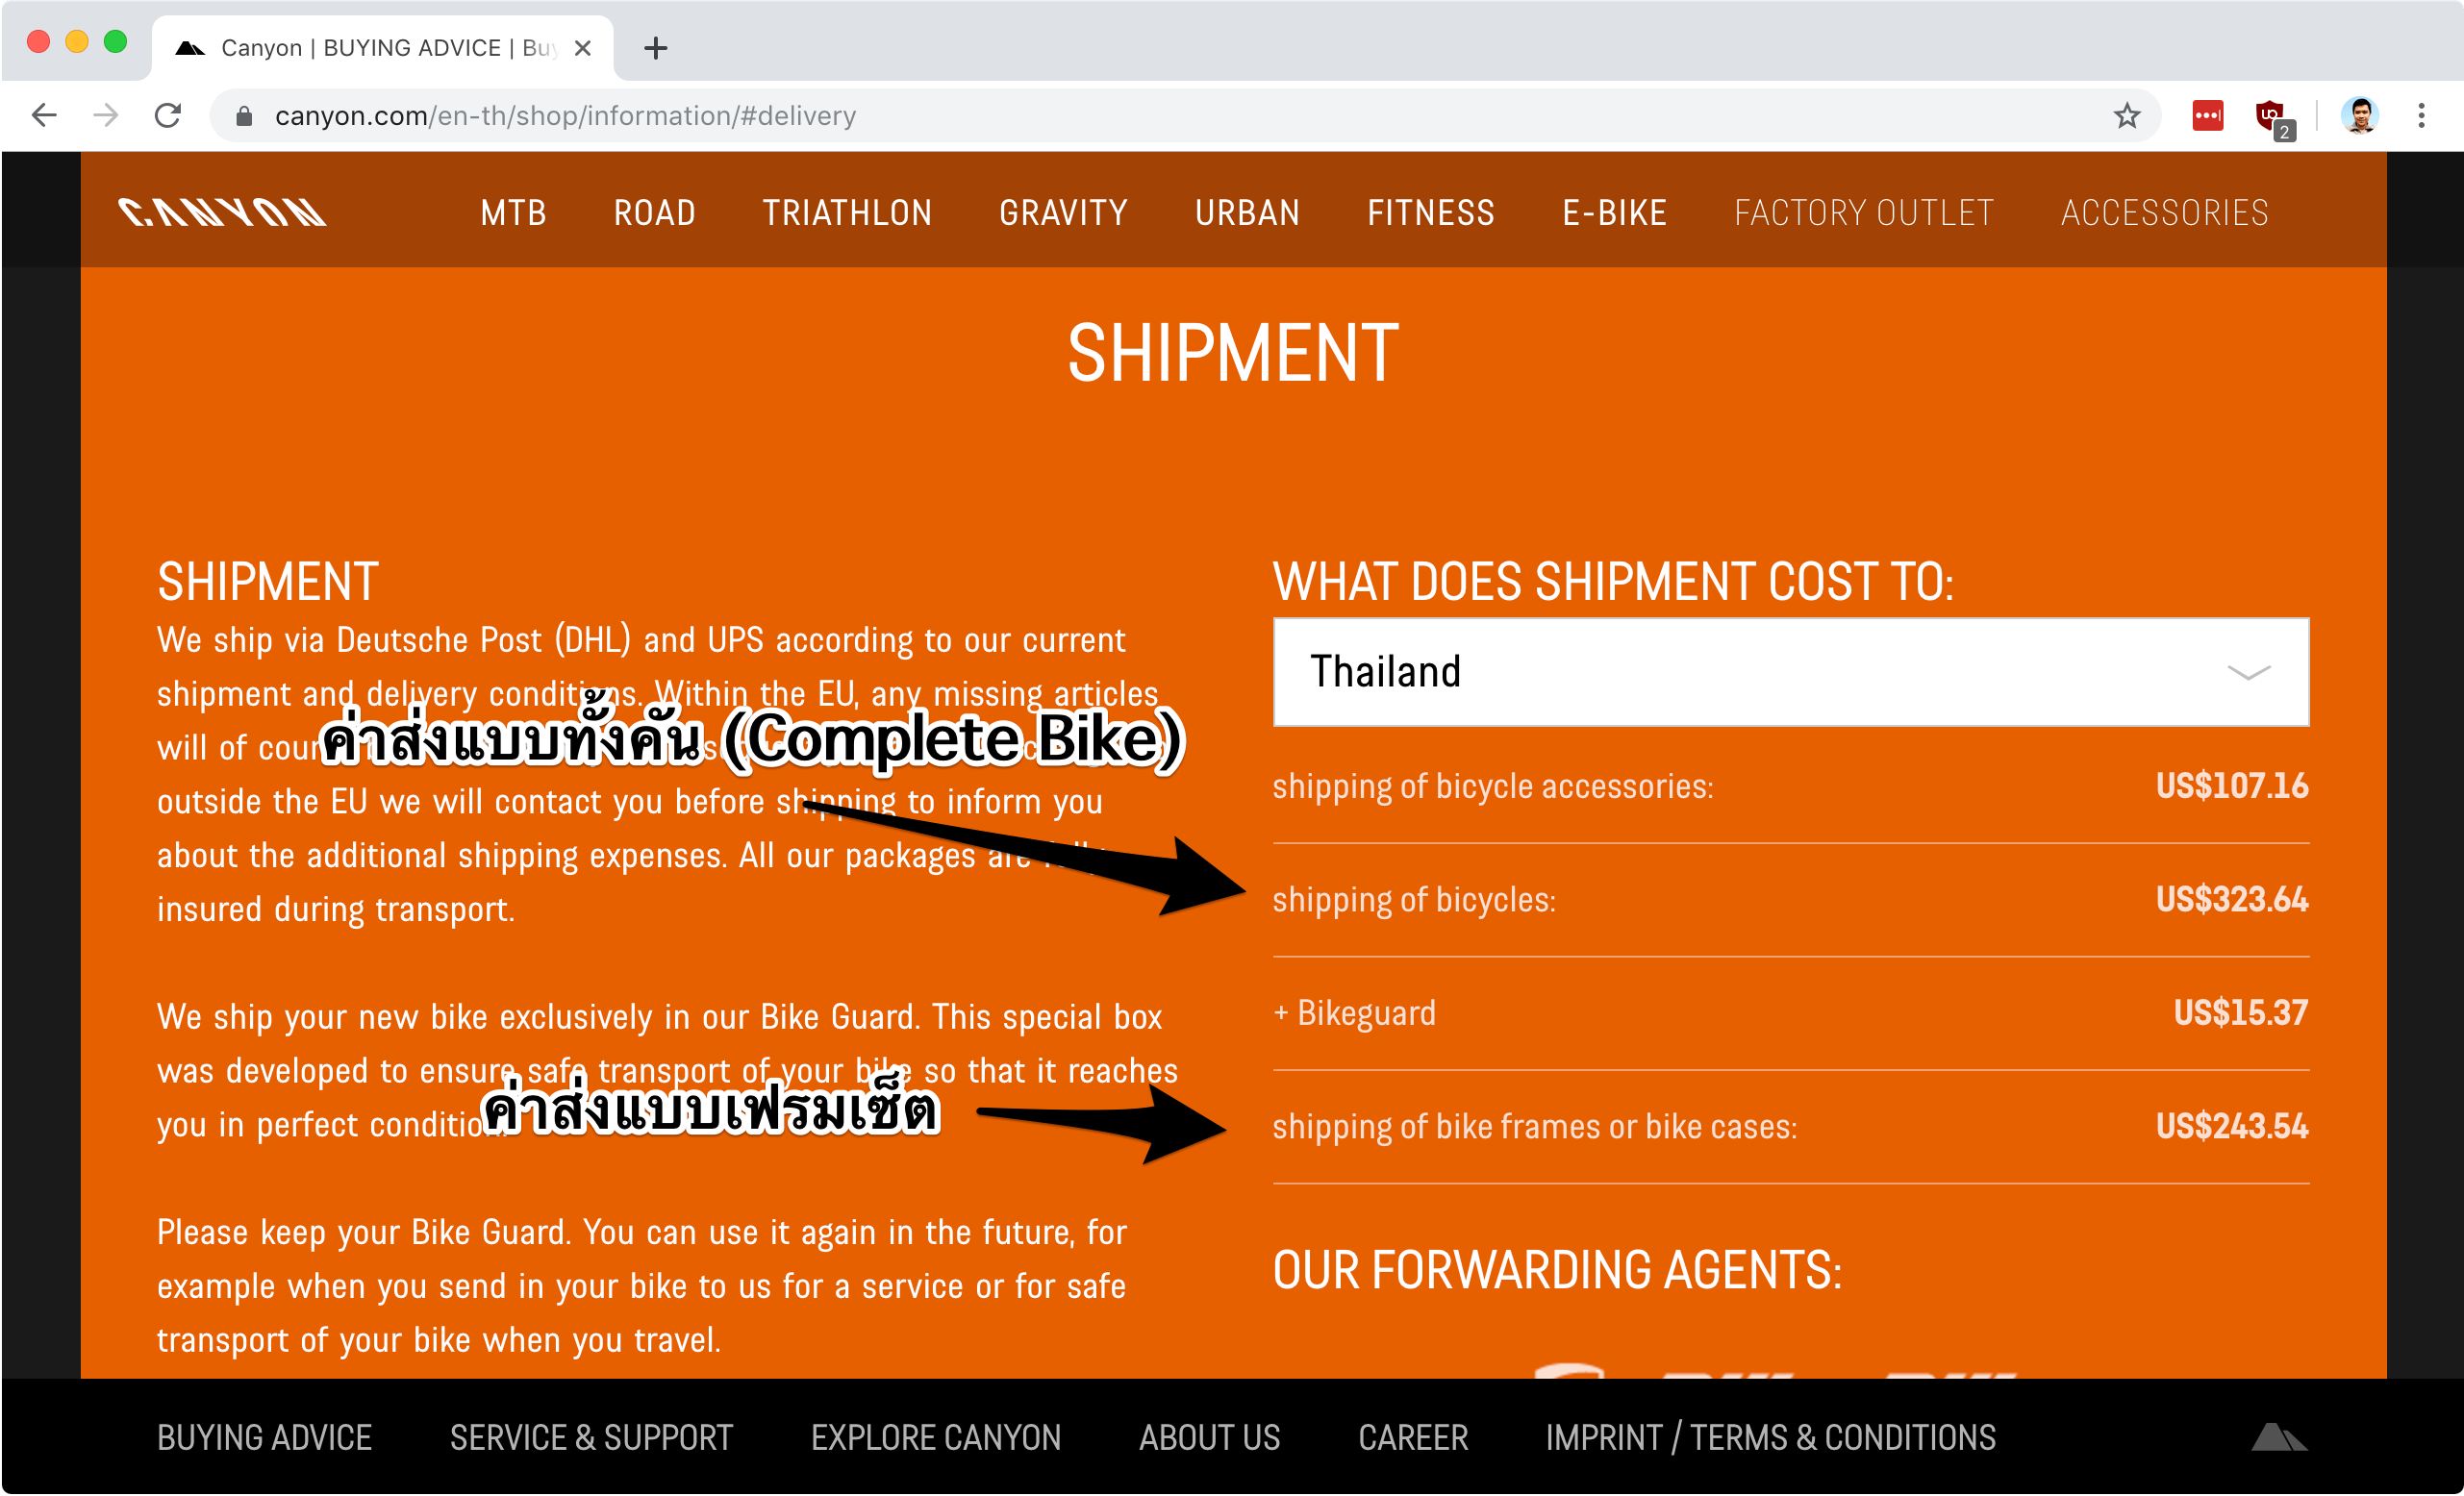 Canyon | BUYING ADVICE | Buy
canyon.com/en-th/shop/information/#delivery
2
CANYON
MTB ROAD TRIATHLON GRAVITY URBAN FITNESS E-BIKE FACTORY OUTLET ACCESSORIES
SHIPMENT
SHIPMENT
We ship via Deutsche Post (DHL) and UPS according to our current
shipment and delivery conditions. Within the EU, any missing articles
will of
outside the EU we will contact you before shipping to inform you
about the additional shipping expenses. All our packages are fully
insured during transport.
We ship your new bike exclusively in our Bike Guard. This special box
was developed to ensure safe transport of your bike so that it reaches
you in perfect condition.
Please keep your Bike Guard. You can use it again in the future, for
example when you send in your bike to us for a service or for safe
transport of your bike when you travel.
ค่าส่งแบบทั้งคัน (Complete Bike)
ค่าส่งแบบเฟรมเซ็ต
WHAT DOES SHIPMENT COST TO:
Thailand
shipping of bicycle accessories: US$107.16
shipping of bicycles: US$323.64
+ Bikeguard US$15.37
shipping of bike frames or bike cases: US$243.54
OUR FORWARDING AGENTS:
BUYING ADVICE SERVICE & SUPPORT EXPLORE CANYON ABOUT US CAREER IMPRINT / TERMS & CONDITIONS